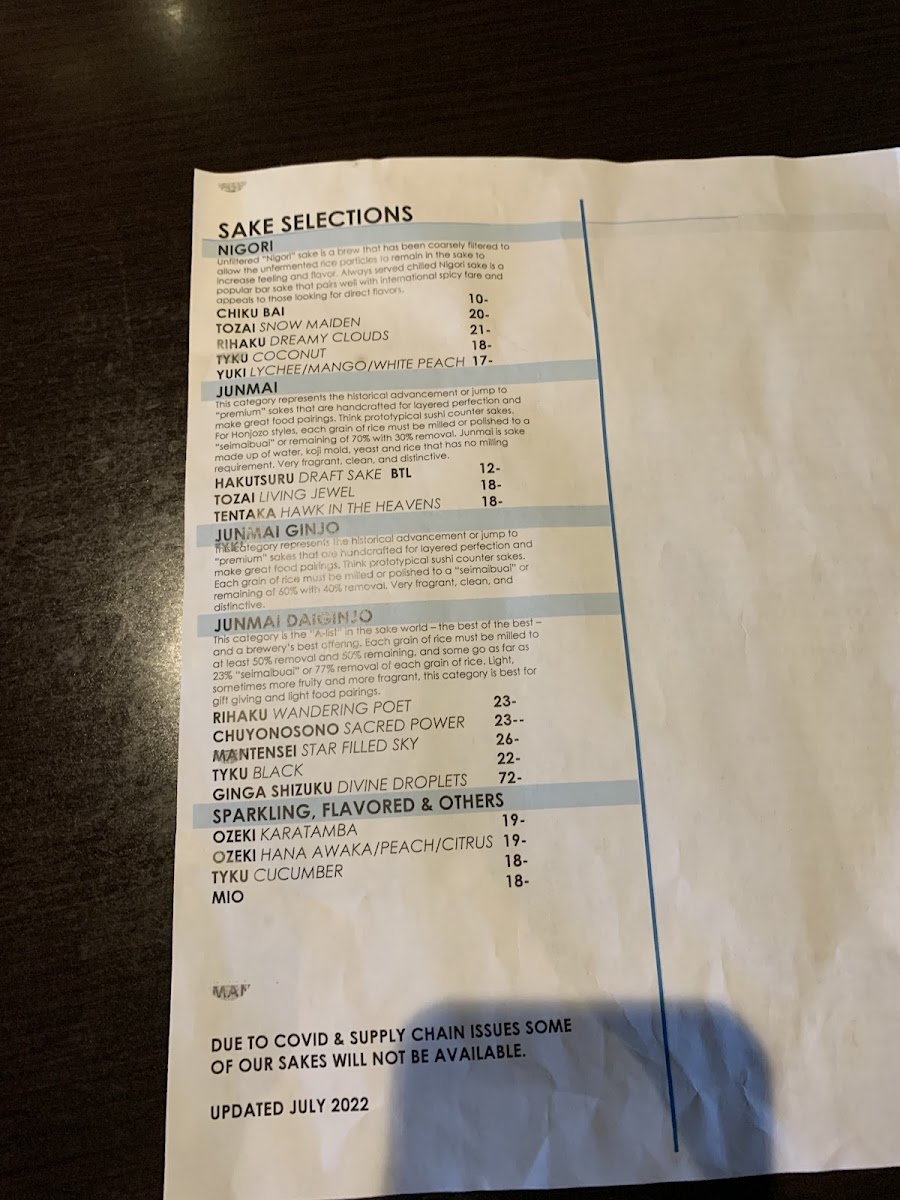 SAKE SELECTIONS
NIGORI
Unfiltered "Nigori" sake is a brew that has been coarsely filtered to
allow the unfermented rice particles to remain in the sake to
increase feeling and flavor. Always served chilled Nigori sake is a
popular bar sake that pairs well with international spicy fare and
appeals to those looking for direct flavors.
CHIKU BAI 10-
TOZAI SNOW MAIDEN 20-
RIHAKU DREAMY CLOUDS 21-
TYKU COCONUT 18-
YUKI LYCHEE/MANGO/WHITE PEACH 17-
JUNMAI
This category represents the historical advancement or jump to
"premium" sakes that are handcrafted for layered perfection and
make great food pairings. Think prototypical sushi counter sakes.
For Honjozo styles, each grain of rice must be milled or polished to a
"seimaibuai" or remaining of 70% with 30% removal. Junmai is sake
made up of water, koji mold, yeast and rice that has no milling
requirement. Very fragrant, clean, and distinctive.
HAKUTSURU DRAFT SAKE BTL 12-
TOZAI LIVING JEWEL 18-
TENTAKA HAWK IN THE HEAVENS 18-
JUNMAI GINJO
This category represents the historical advancement or jump to
"premium" sakes that are handcrafted for layered perfection and
make great food pairings. Think prototypical sushi counter sakes.
Each grain of rice must be milled or polished to a "seimaibuai" or
remaining of 60% with 40% removal. Very fragrant, clean, and
distinctive.
JUNMAI DAIGINJO
This category is the "A-list" in the sake world – the best of the best –
and a brewery's best offering. Each grain of rice must be milled to
at least 50% removal and 50% remaining, and some go as far as
23% "seimaibuai" or 77% removal of each grain of rice. Light,
sometimes more fruity and more fragrant, this category is best for
gift giving and light food pairings.
RIHAKU WANDERING POET 23-
CHUYONOSONO SACRED POWER 23--
MANTENSEI STAR FILLED SKY 26-
TYKU BLACK 22-
GINGA SHIZUKU DIVINE DROPLETS 72-
SPARKLING, FLAVORED & OTHERS
OZEKI KARATAMBA 19-
OZEKI HANA AWAKA/PEACH/CITRUS 19-
TYKU CUCUMBER 18-
MIO 18-
DUE TO COVID & SUPPLY CHAIN ISSUES SOME
OF OUR SAKES WILL NOT BE AVAILABLE.
UPDATED JULY 2022